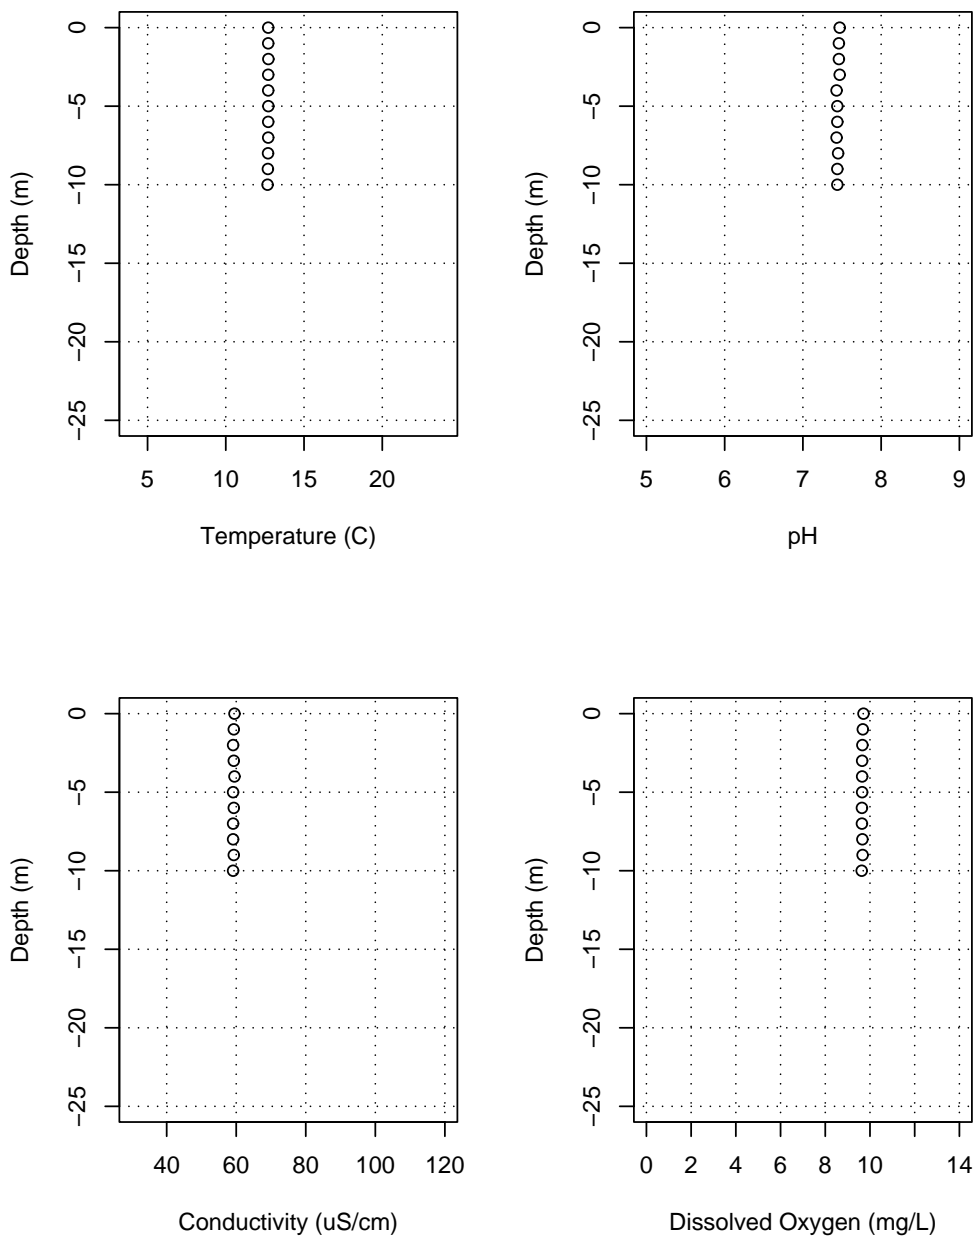 0
−5
−10
−15
−20
−25
Depth (m)
5 10 15 20
Temperature (C)
0
−5
−10
−15
−20
−25
Depth (m)
5 6 7 8 9
pH
0
−5
−10
−15
−20
−25
Depth (m)
40 60 80 100 120
Conductivity (uS/cm)
0
−5
−10
−15
−20
−25
Depth (m)
0 2 4 6 8 10 14
Dissolved Oxygen (mg/L)